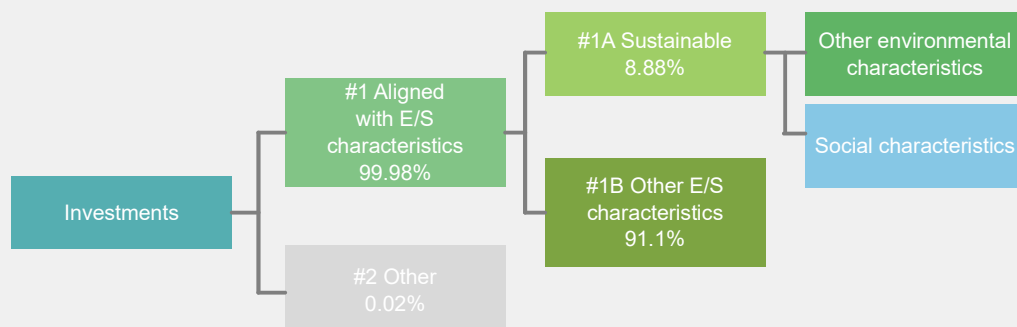 Investments
#1 Aligned
with E/S
characteristics
99.98%
#2 Other
0.02%
#1A Sustainable
8.88%
#1B Other E/S
characteristics
91.1%
Other environmental
characteristics
Social characteristics